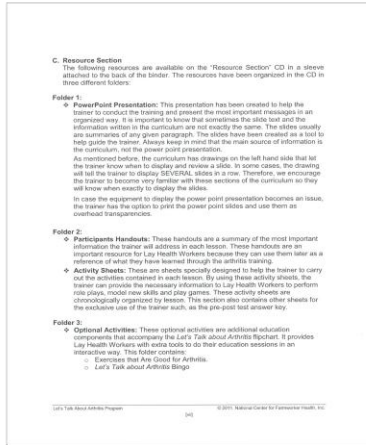 C. Resource Section
The following resources are available on the "Resource Section" CD in a sleeve
attached to the back of the binder. The resources have been organized in the CD in
three different folders:
Folder 1:
❖ PowerPoint Presentation: This presentation has been created to help the
trainer to conduct the training and present the most important messages in an
organized way. It is important to know that sometimes the slide text and the
information written in the curriculum are not exactly the same. The slides usually
are summaries of any given paragraph. The slides have been created as a tool to
help guide the trainer. Always keep in mind that the main source of information is
the curriculum, not the power point presentation.
As mentioned before, the curriculum has drawings on the left hand side that let
the trainer know when to display and review a slide. In some cases, the drawing
will tell the trainer to display SEVERAL slides in a row. Therefore, we encourage
the trainer to become very familiar with these sections of the curriculum so they
will know when exactly to display the slides.
In case the equipment to display the power point presentation becomes an issue,
the trainer has the option to print the power point slides and use them as
overhead transparencies.
Folder 2:
❖ Participants Handouts: These handouts are a summary of the most important
information the trainer will address in each lesson. These handouts are an
important resource for Lay Health Workers because they can use them later as a
reference of what they have learned through the arthritis training.
❖ Activity Sheets: These are sheets specially designed to help the trainer to carry
out the activities contained in each lesson. By using these activity sheets, the
trainer can provide the necessary information to Lay Health Workers to perform
role plays, model new skills and play games. These activity sheets are
chronologically organized by lesson. This section also contains other sheets for
the exclusive use of the trainer such, as the pre-post test answer key.
Folder 3:
❖ Optional Activities: These optional activities are additional education
components that accompany the Let's Talk About Arthritis flipchart. It provides
Lay Health Workers with extra tools to do their education sessions in an
interactive way. This folder contains:
○ Exercises that Are Good for Arthritis.
○ Let's Talk about Arthritis Bingo
Let's Talk About Arthritis Program
© 2011, National Center for Farmworker Health, Inc